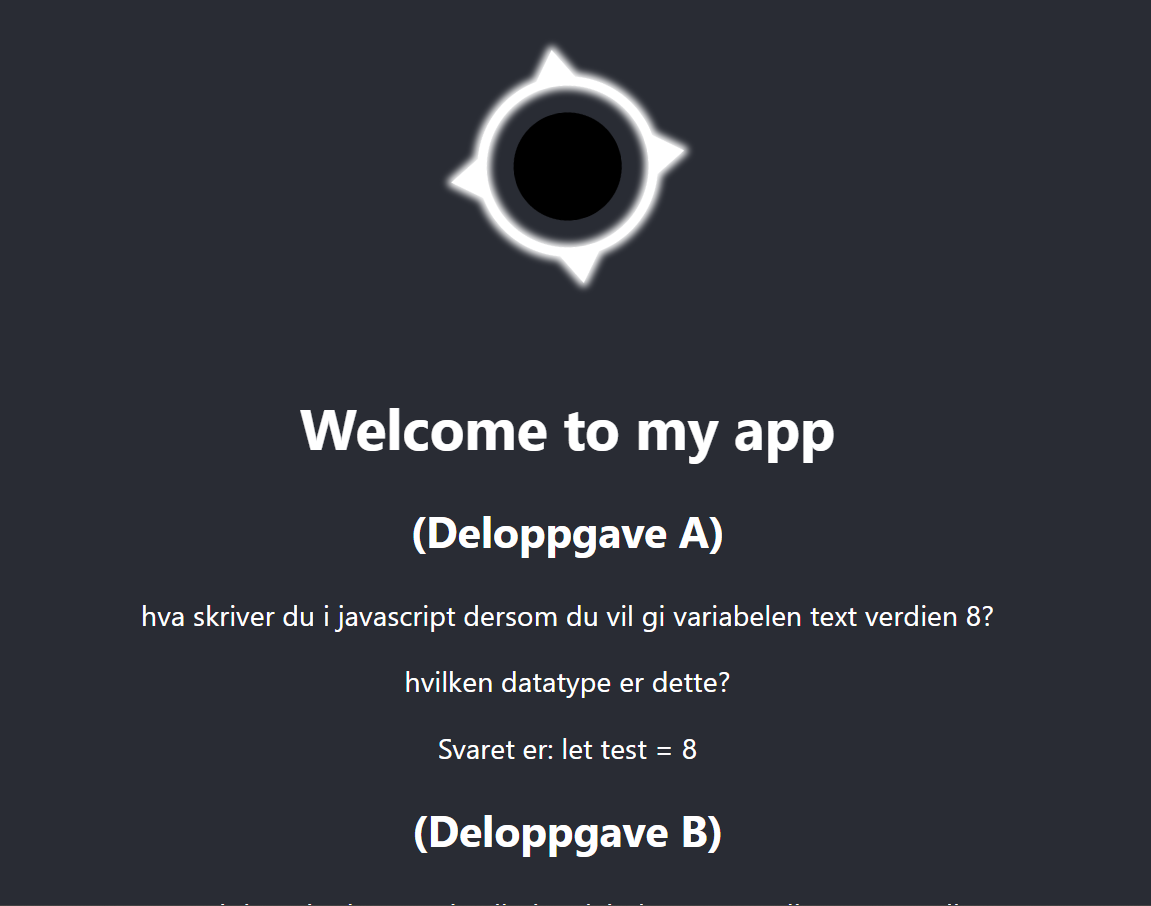 Welcome to my app
(Deloppgave A)
hva skriver du i javascript dersom du vil gi variabelen text verdien 8?
hvilken datatype er dette?
Svaret er: let test = 8
(Deloppgave B)